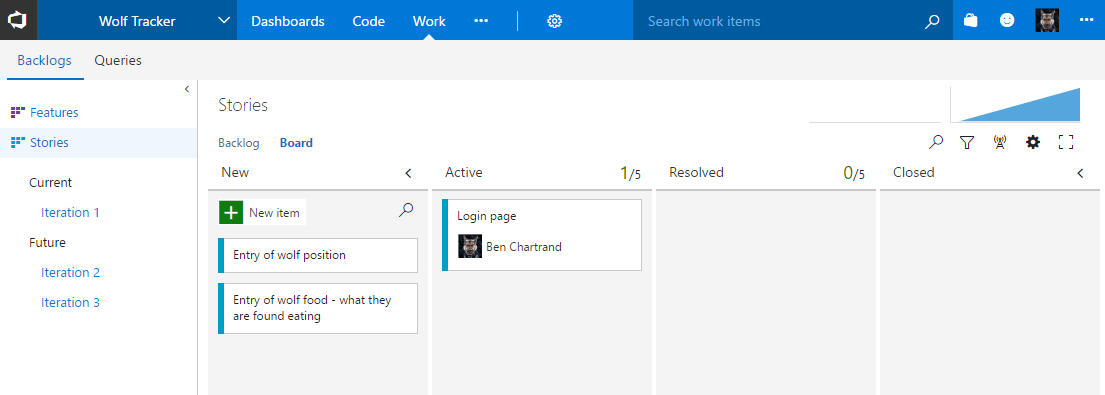 Wolf Tracker
Dashboards
Code
Work
Search work items
Backlogs
Queries
Features
Stories
Current
Iteration 1
Future
Iteration 2
Iteration 3
Stories
Backlog
Board
New
Active
1/5
Resolved
0/5
Closed
New item
Entry of wolf position
Entry of wolf food - what they
are found eating
Login page
Ben Chartrand